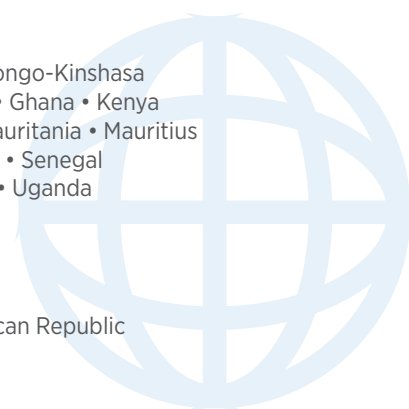 ongo-Kinshasa
• Ghana • Kenya
auritania • Mauritius
• Senegal
• Uganda
can Republic